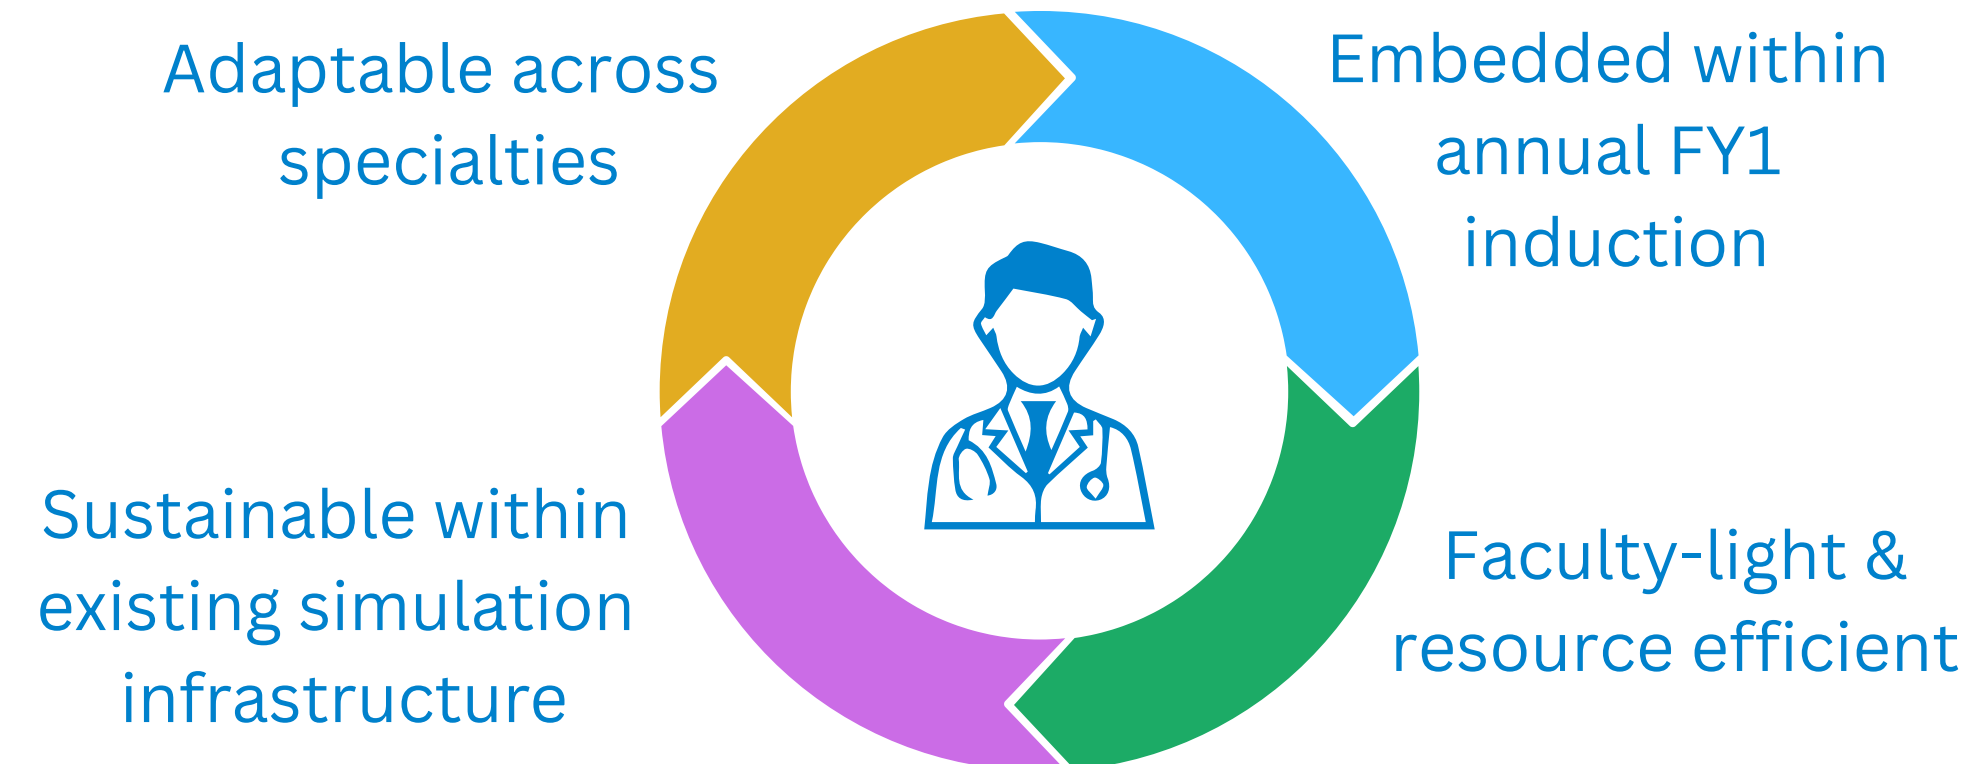 Adaptable across
specialties
Embedded within
annual FY1
induction
Sustainable within
existing simulation
infrastructure
Faculty-light &
resource efficient